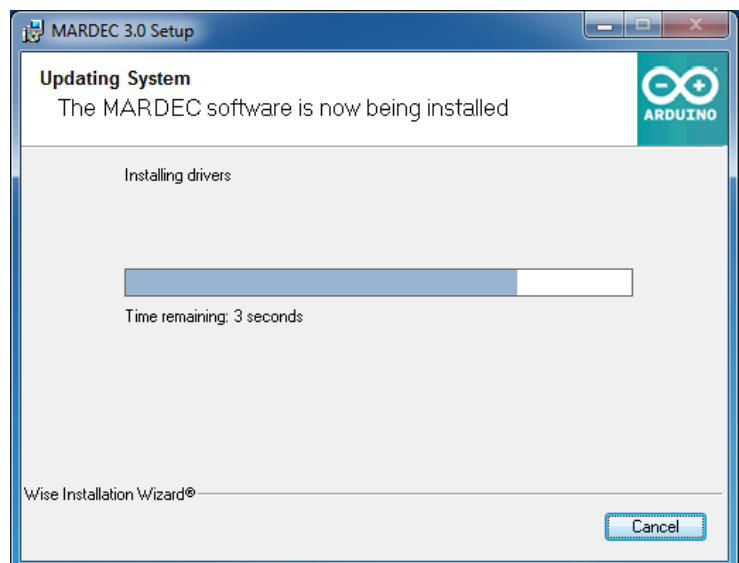 MARDEC 3.0 Setup
Updating System
The MARDEC software is now being installed
ARDUINO
Installing drivers
Time remaining: 3 seconds
Wise Installation Wizard®
Cancel